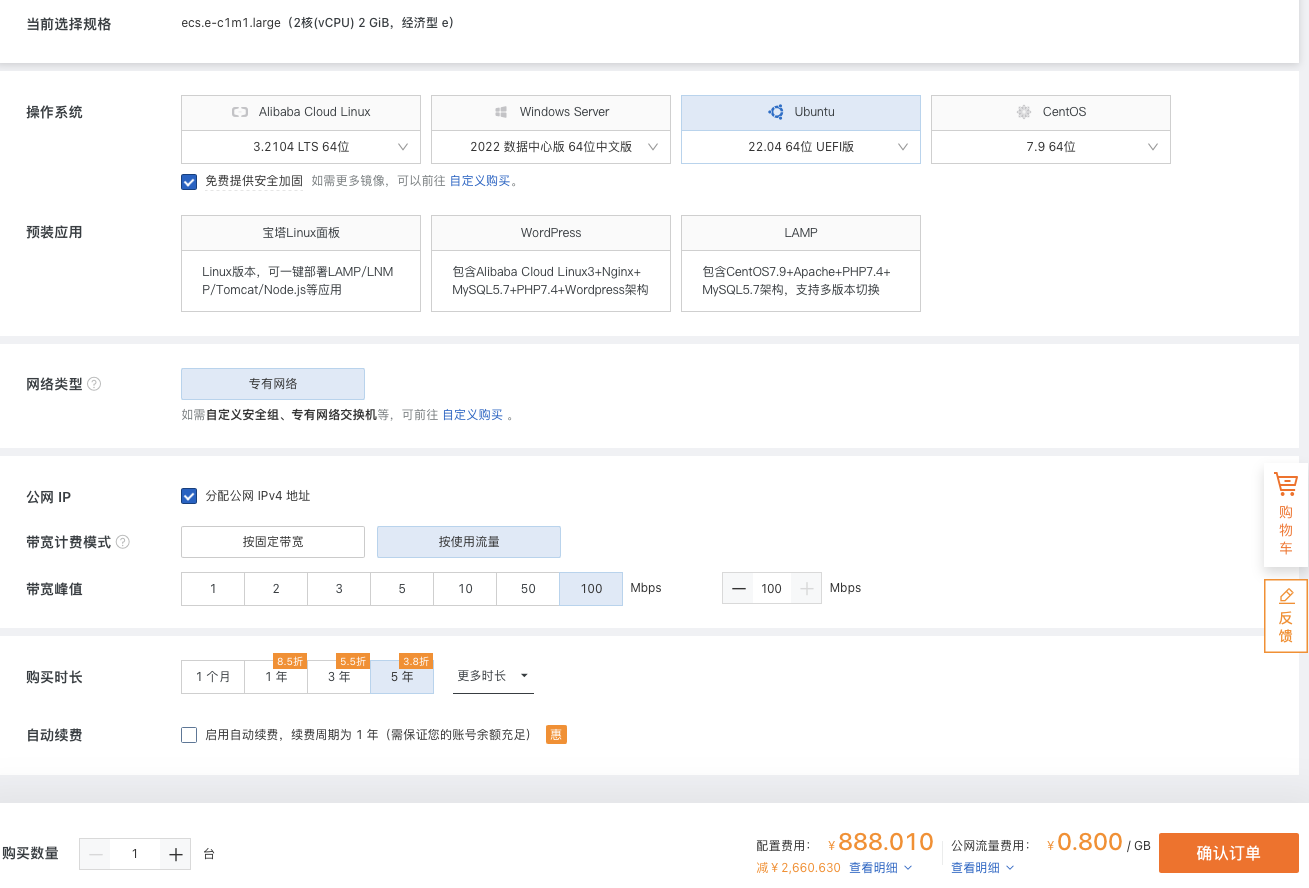 当前选择规格
ecs.e-c1m1.large（2核(vCPU) 2 GiB，经济型 e）
操作系统
Alibaba Cloud Linux
Windows Server
Ubuntu
CentOS
3.2104 LTS 64位
2022 数据中心版 64位中文版
22.04 64位 UEFI版
7.9 64位
免费提供安全加固 如需更多镜像，可以前往 自定义购买。
预装应用
宝塔Linux面板
WordPress
LAMP
Linux版本，可一键部署LAMP/LNM
P/Tomcat/Node.js等应用
包含Alibaba Cloud Linux3+Nginx+
MySQL5.7+PHP7.4+Wordpress架构
包含CentOS7.9+Apache+PHP7.4+
MySQL5.7架构，支持多版本切换
网络类型 ?
专有网络
如需自定义安全组、专有网络交换机等，可前往 自定义购买 。
公网 IP
分配公网 IPv4 地址
带宽计费模式 ?
按固定带宽
按使用流量
带宽峰值
1 2 3 5 10 50 100 Mbps
100 Mbps
购物车
反馈
购买时长
1 个月
8.5折
1 年
5.5折
3 年
3.8折
5 年
更多时长
自动续费
启用自动续费，续费周期为 1 年（需保证您的账号余额充足） 惠
购买数量
1
台
配置费用： ¥888.010
减 ¥ 2,660.630 查看明细
公网流量费用： ¥0.800 / GB
查看明细
确认订单